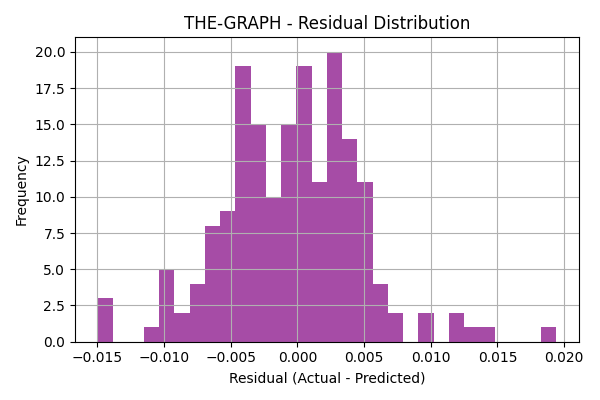 THE-GRAPH - Residual Distribution
Frequency
20.0
17.5
15.0
12.5
10.0
7.5
5.0
2.5
0.0
−0.015 −0.010 −0.005 0.000 0.005 0.010 0.015 0.020
Residual (Actual - Predicted)